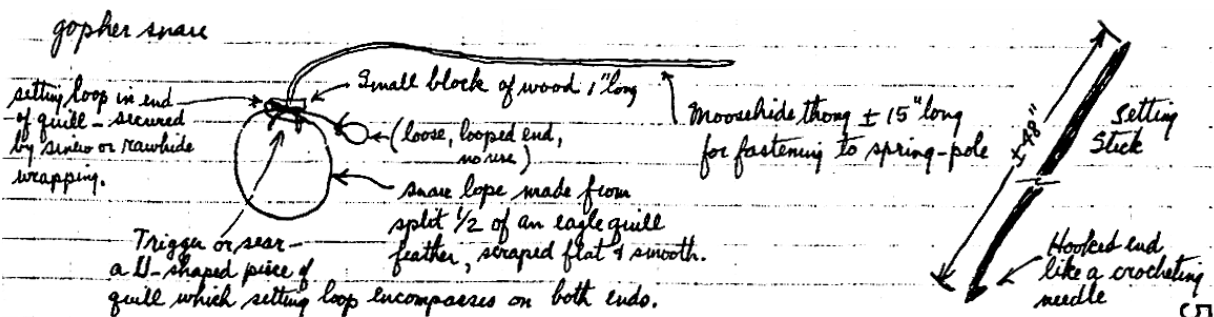 gopher snare
setting loop in end
of quill - secured
by sinew or rawhide
wrapping.
Small block of wood 1" long
(loose, looped end,
no use)
snare lope made from
split 1/2 of an eagle quill
feather, scraped flat & smooth.
Trigger or sear -
a U-shaped piece of
quill which setting loop encompasses on both ends.
Moosehide thong ± 15" long
for fastening to spring-pole
± 48"
Setting
Stick
Hooked end
like a crocheting
needle
5